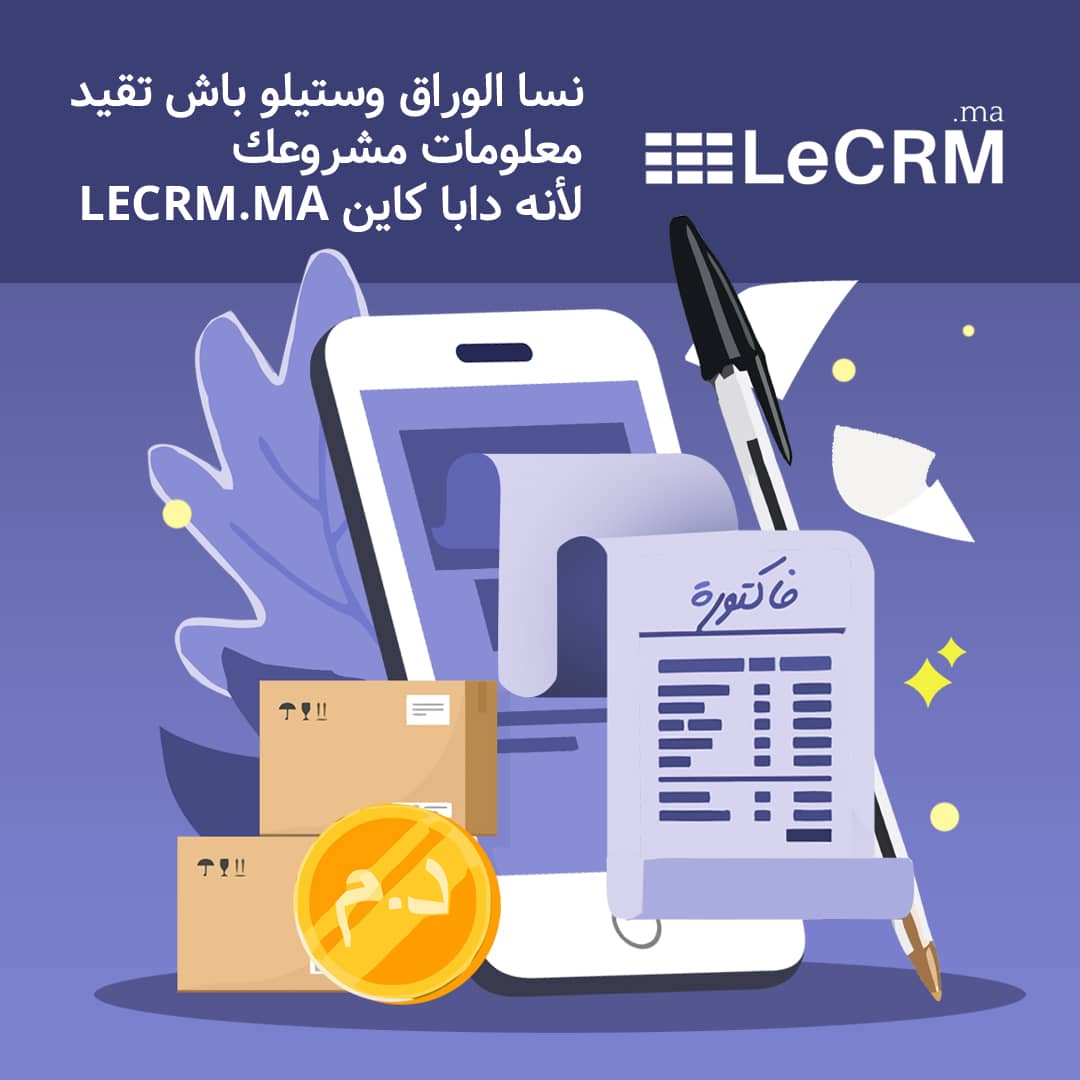 نسا الوراق وستيلو باش تقيد
معلومات مشروعك
لأنه دابا كاين LECRM.MA
.ma
LeCRM
فاكتورة
د.م